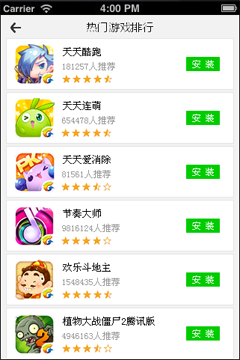 Carrier 4:00 PM
热门游戏排行
天天酷跑
181257人推荐
安 装
天天连萌
654478人推荐
安 装
天天爱消除
81561人推荐
安 装
节奏大师
9816124人推荐
安 装
欢乐斗地主
1548435人推荐
安 装
植物大战僵尸2腾讯版
4946163人推荐
安 装